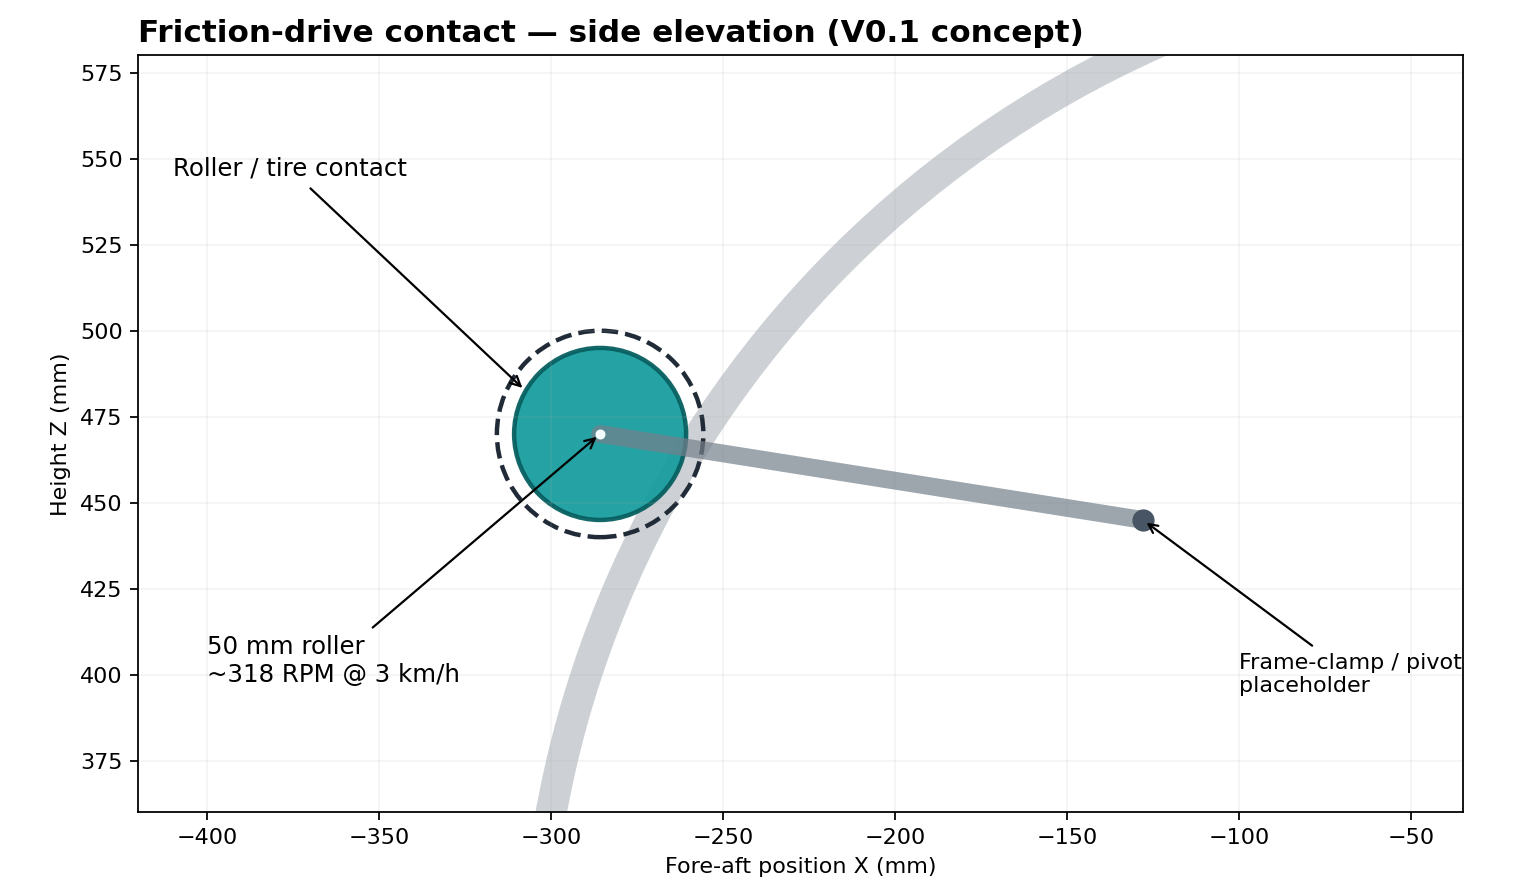 Friction-drive contact — side elevation (V0.1 concept)
575
550
525
500
475
450
425
400
375
Height Z (mm)
Roller / tire contact
50 mm roller
~318 RPM @ 3 km/h
Frame-clamp / pivot
placeholder
−400
−350
−300
−250
−200
−150
−100
−50
Fore-aft position X (mm)